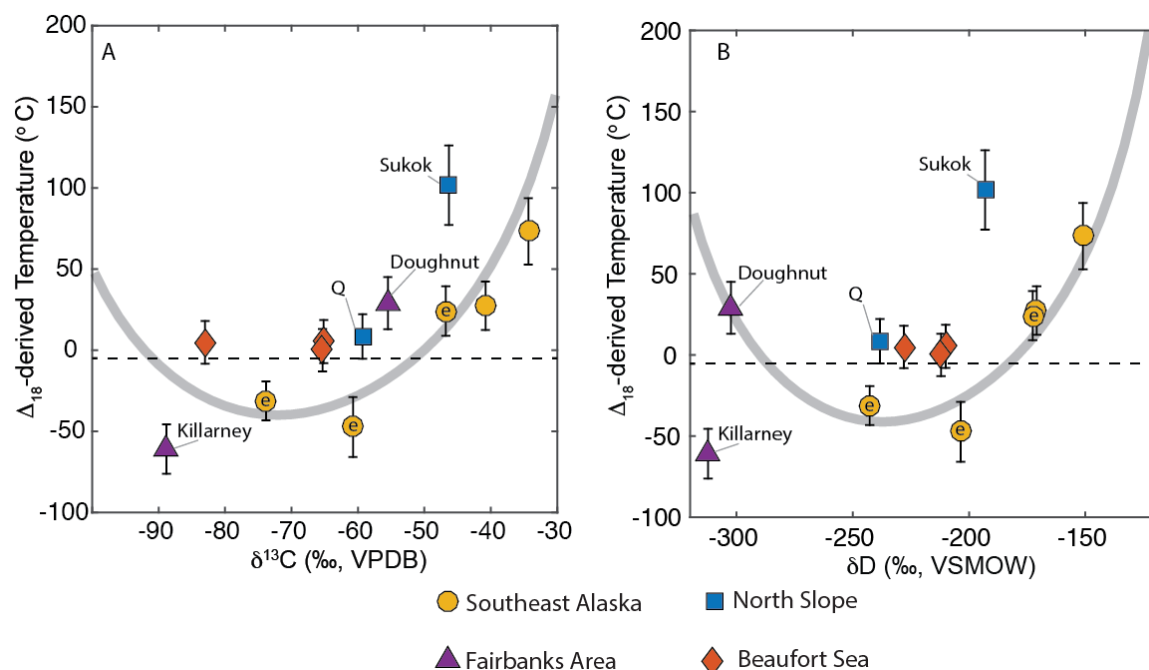 A
Δ18-derived Temperature (°C)
200
150
100
50
0
-50
-100
Sukok
Doughnut
Q
e
e
e
Killarney
-90 -80 -70 -60 -50 -40 -30
δ¹³C (‰, VPDB)
B
Δ18-derived Temperature (°C)
200
150
100
50
0
-50
-100
Sukok
Doughnut
Q
e
e
e
Killarney
-300 -250 -200 -150
δD (‰, VSMOW)
Southeast Alaska
North Slope
Fairbanks Area
Beaufort Sea